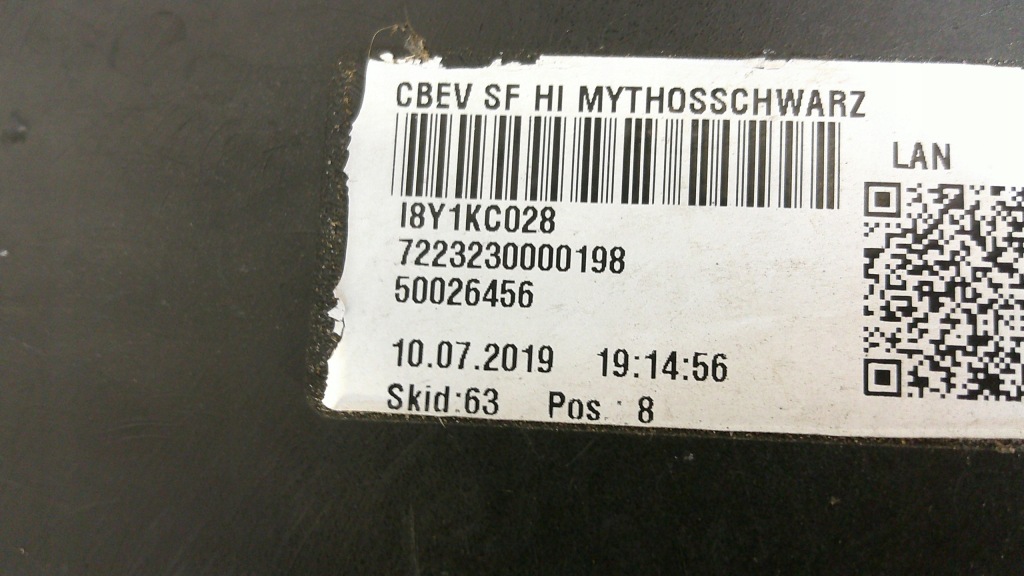 CBEV SF HI MYTHOSSCHWARZ
LAN
I8Y1KC028
7223230000198
50026456
10.07.2019 19:14:56
Skid:63 Pos : 8